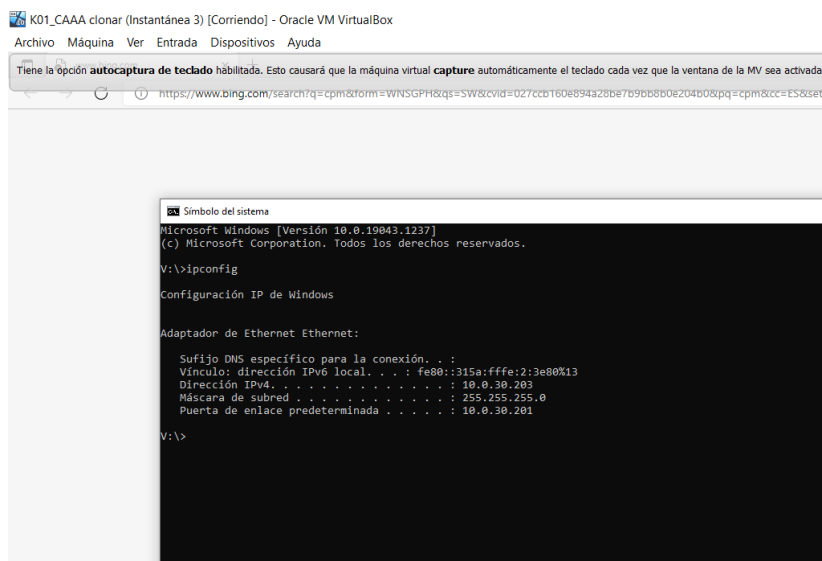 K01_CAAA clonar (Instantánea 3) [Corriendo] - Oracle VM VirtualBox
Archivo Máquina Ver Entrada Dispositivos Ayuda
Tiene la opción autocaptura de teclado habilitada. Esto causará que la máquina virtual capture automáticamente el teclado cada vez que la ventana de la MV sea activada
https://www.bing.com/search?q=cpm&form=WNSGPH&qs=SW&cvid=027ccb160e894a28be7b9bb8b0e204b0&pq=cpm&cc=ES&set
Símbolo del sistema
Microsoft Windows [Versión 10.0.19043.1237]
(c) Microsoft Corporation. Todos los derechos reservados.
V:\>ipconfig
Configuración IP de Windows
Adaptador de Ethernet Ethernet:
Sufijo DNS específico para la conexión. . :
Vínculo: dirección IPv6 local. . . : fe80::315a:fffe:2:3e80%13
Dirección IPv4. . . . . . . . . . . . . . : 10.0.30.203
Máscara de subred . . . . . . . . . . . . : 255.255.255.0
Puerta de enlace predeterminada . . . . . : 10.0.30.201
V:\>